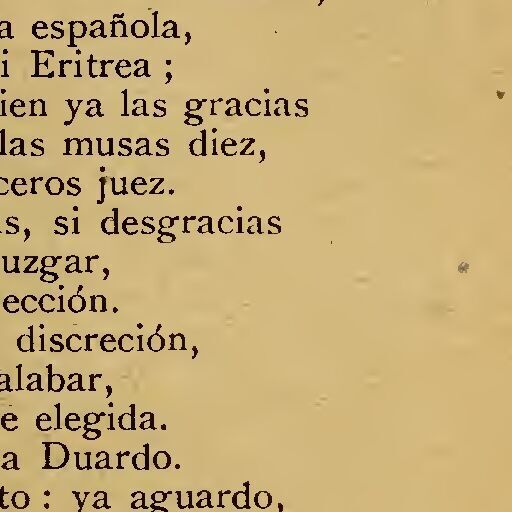 a española,
i Eritrea ;
ien ya las gracias
las musas diez,
ceros juez.
s, si desgracias
uzgar,
ección.
discreción,
alabar,
e elegida.
a Duardo.
to : ya aguardo,